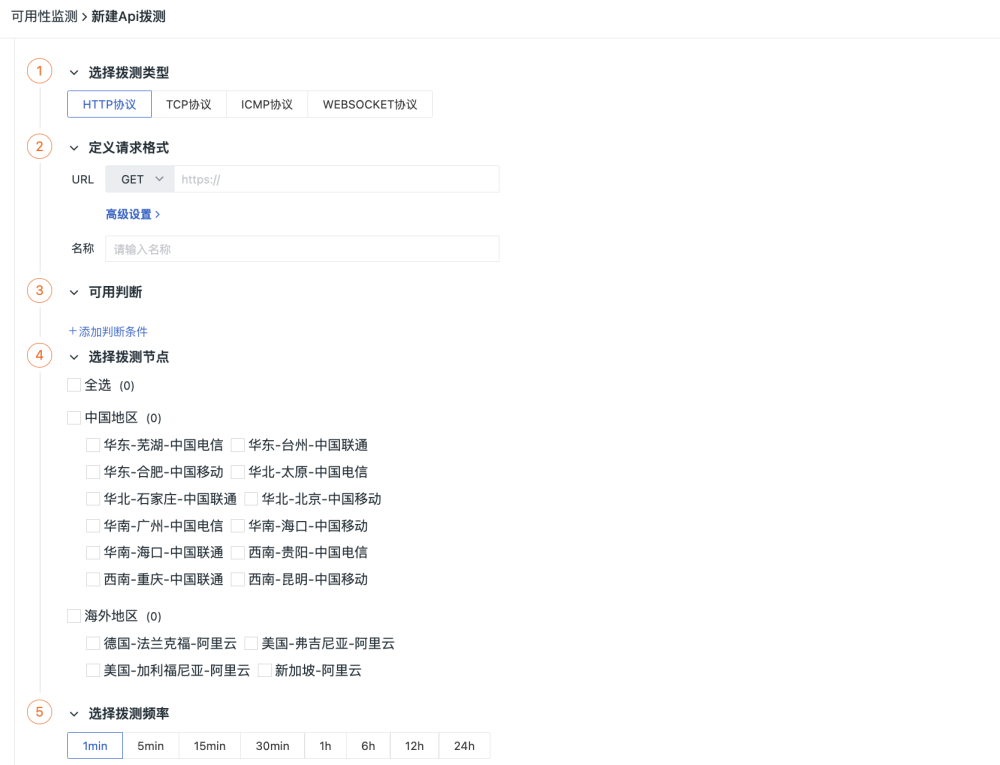 可用性监测 > 新建Api拨测
1 选择拨测类型
HTTP协议 TCP协议 ICMP协议 WEBSOCKET协议
2 定义请求格式
URL GET https://
高级设置 >
名称 请输入名称
3 可用判断
+添加判断条件
4 选择拨测节点
全选 (0)
中国地区 (0)
华东-芜湖-中国电信 华东-台州-中国联通
华东-合肥-中国移动 华北-太原-中国电信
华北-石家庄-中国联通 华北-北京-中国移动
华南-广州-中国电信 华南-海口-中国移动
华南-海口-中国联通 西南-贵阳-中国电信
西南-重庆-中国联通 西南-昆明-中国移动
海外地区 (0)
德国-法兰克福-阿里云 美国-弗吉尼亚-阿里云
美国-加利福尼亚-阿里云 新加坡-阿里云
5 选择拨测频率
1min 5min 15min 30min 1h 6h 12h 24h